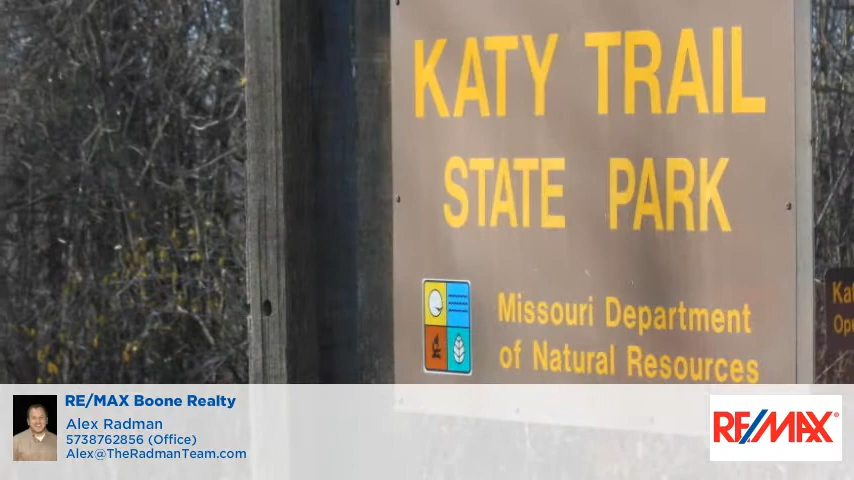 KATY TRAIL
STATE PARK
Missouri Department
of Natural Resources
RE/MAX Boone Realty
Alex Radman
5738762856 (Office)
Alex@TheRadmanTeam.com
RE/MAX